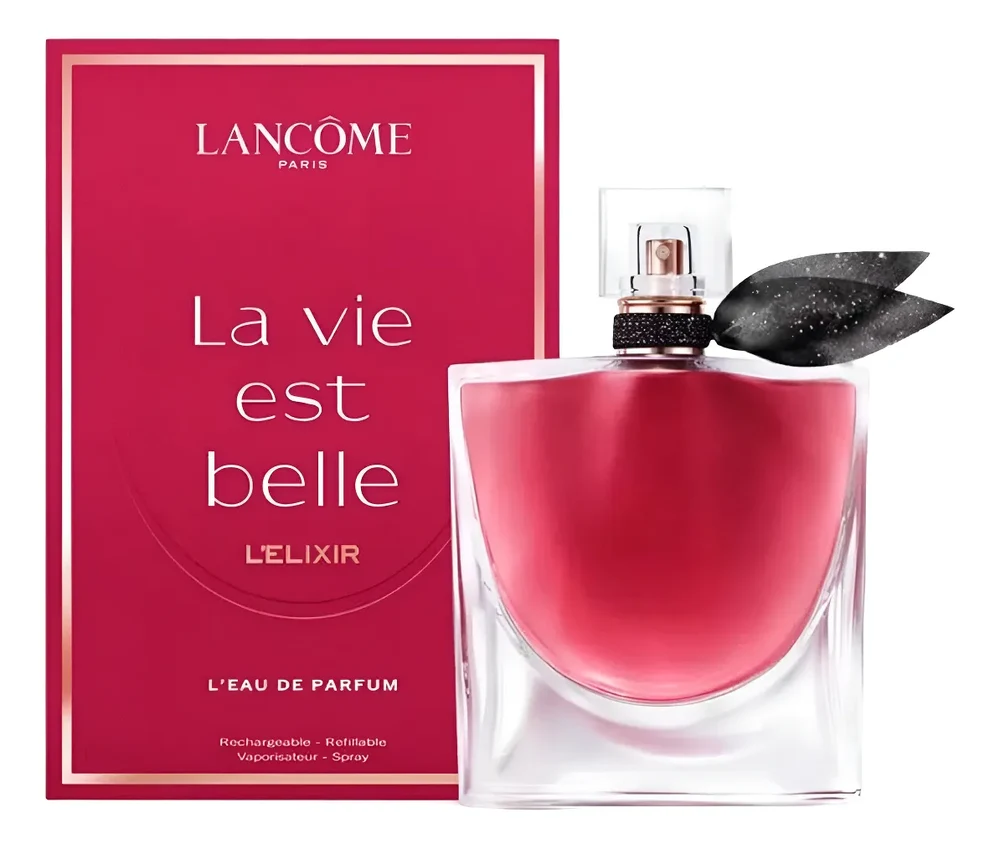 LANCÔME
PARIS
La vie
est
belle
L'ELIXIR
L'EAU DE PARFUM
Rechargeable - Refillable
Vaporisateur - Spray